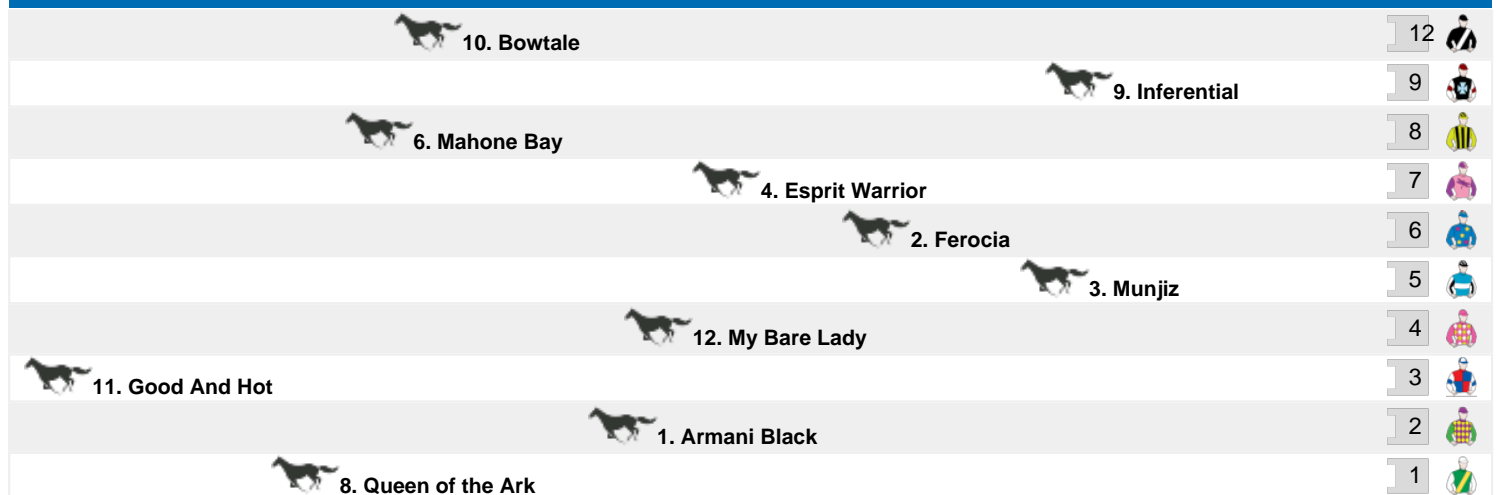 10. Bowtale 12
9. Inferential 9
6. Mahone Bay 8
4. Esprit Warrior 7
2. Ferocia 6
3. Munjiz 5
12. My Bare Lady 4
11. Good And Hot 3
1. Armani Black 2
8. Queen of the Ark 1